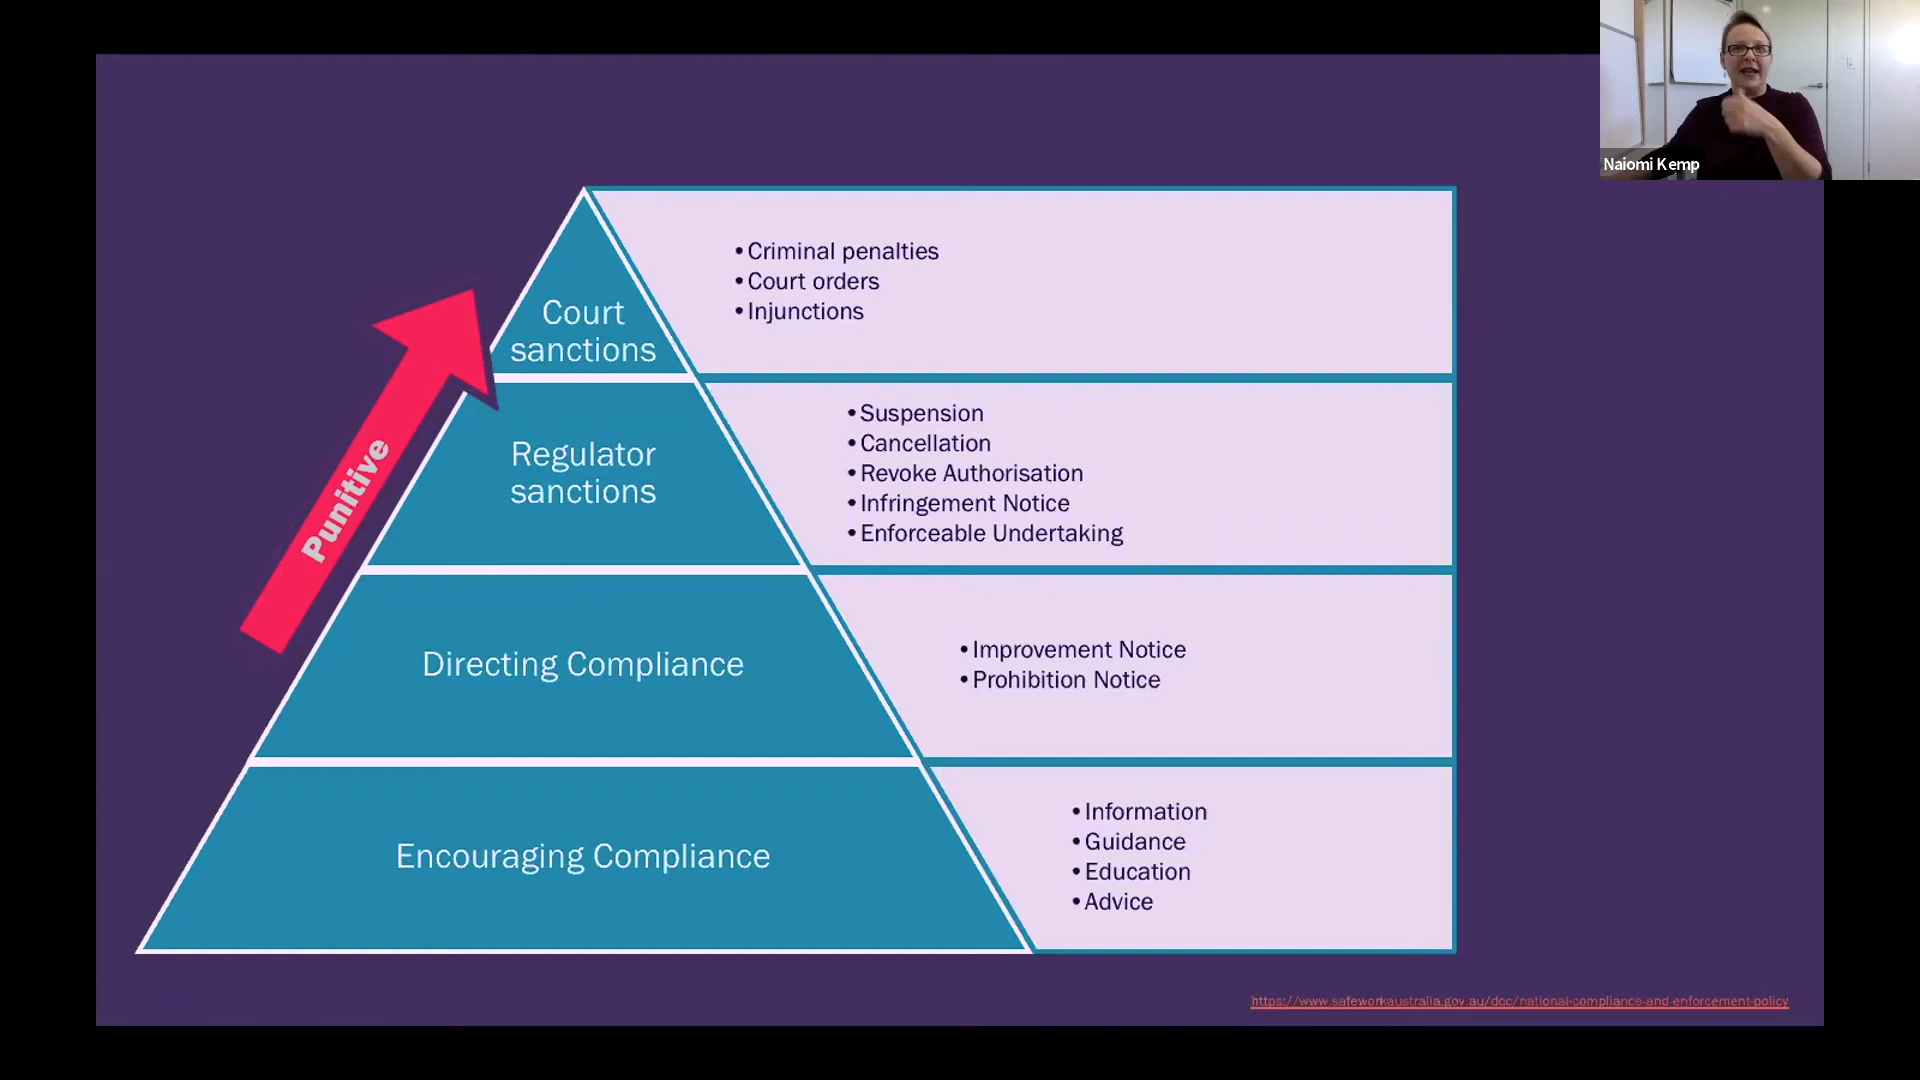 Naiomi Kemp
Court
sanctions
• Criminal penalties
• Court orders
• Injunctions
Punitive
Regulator
sanctions
• Suspension
• Cancellation
• Revoke Authorisation
• Infringement Notice
• Enforceable Undertaking
Directing Compliance
• Improvement Notice
• Prohibition Notice
Encouraging Compliance
• Information
• Guidance
• Education
• Advice
https://www.safeworkaustralia.gov.au/doc/national-compliance-and-enforcement-policy